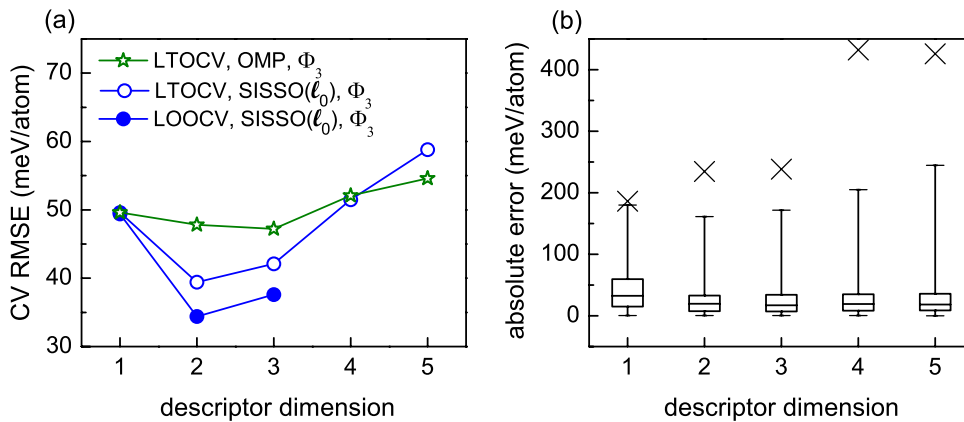 (a)
CV RMSE (meV/atom)
70
60
50
40
30
LTOCV, OMP, Φ3
LTOCV, SISSO(ℓ0), Φ3
LOOCV, SISSO(ℓ0), Φ3
1 2 3 4 5
descriptor dimension
(b)
absolute error (meV/atom)
400
300
200
100
0
1 2 3 4 5
descriptor dimension